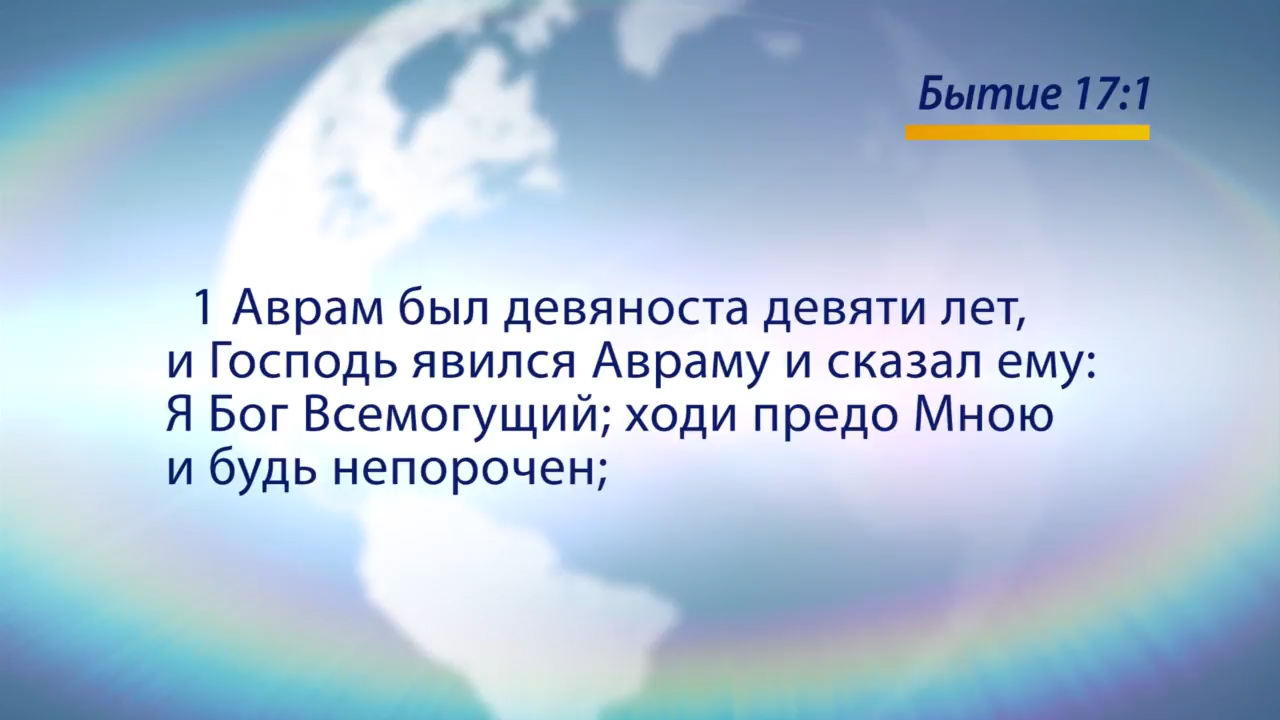 Бытие 17:1
1 Аврам был девяноста девяти лет,
и Господь явился Авраму и сказал ему:
Я Бог Всемогущий; ходи предо Мною
и будь непорочен;